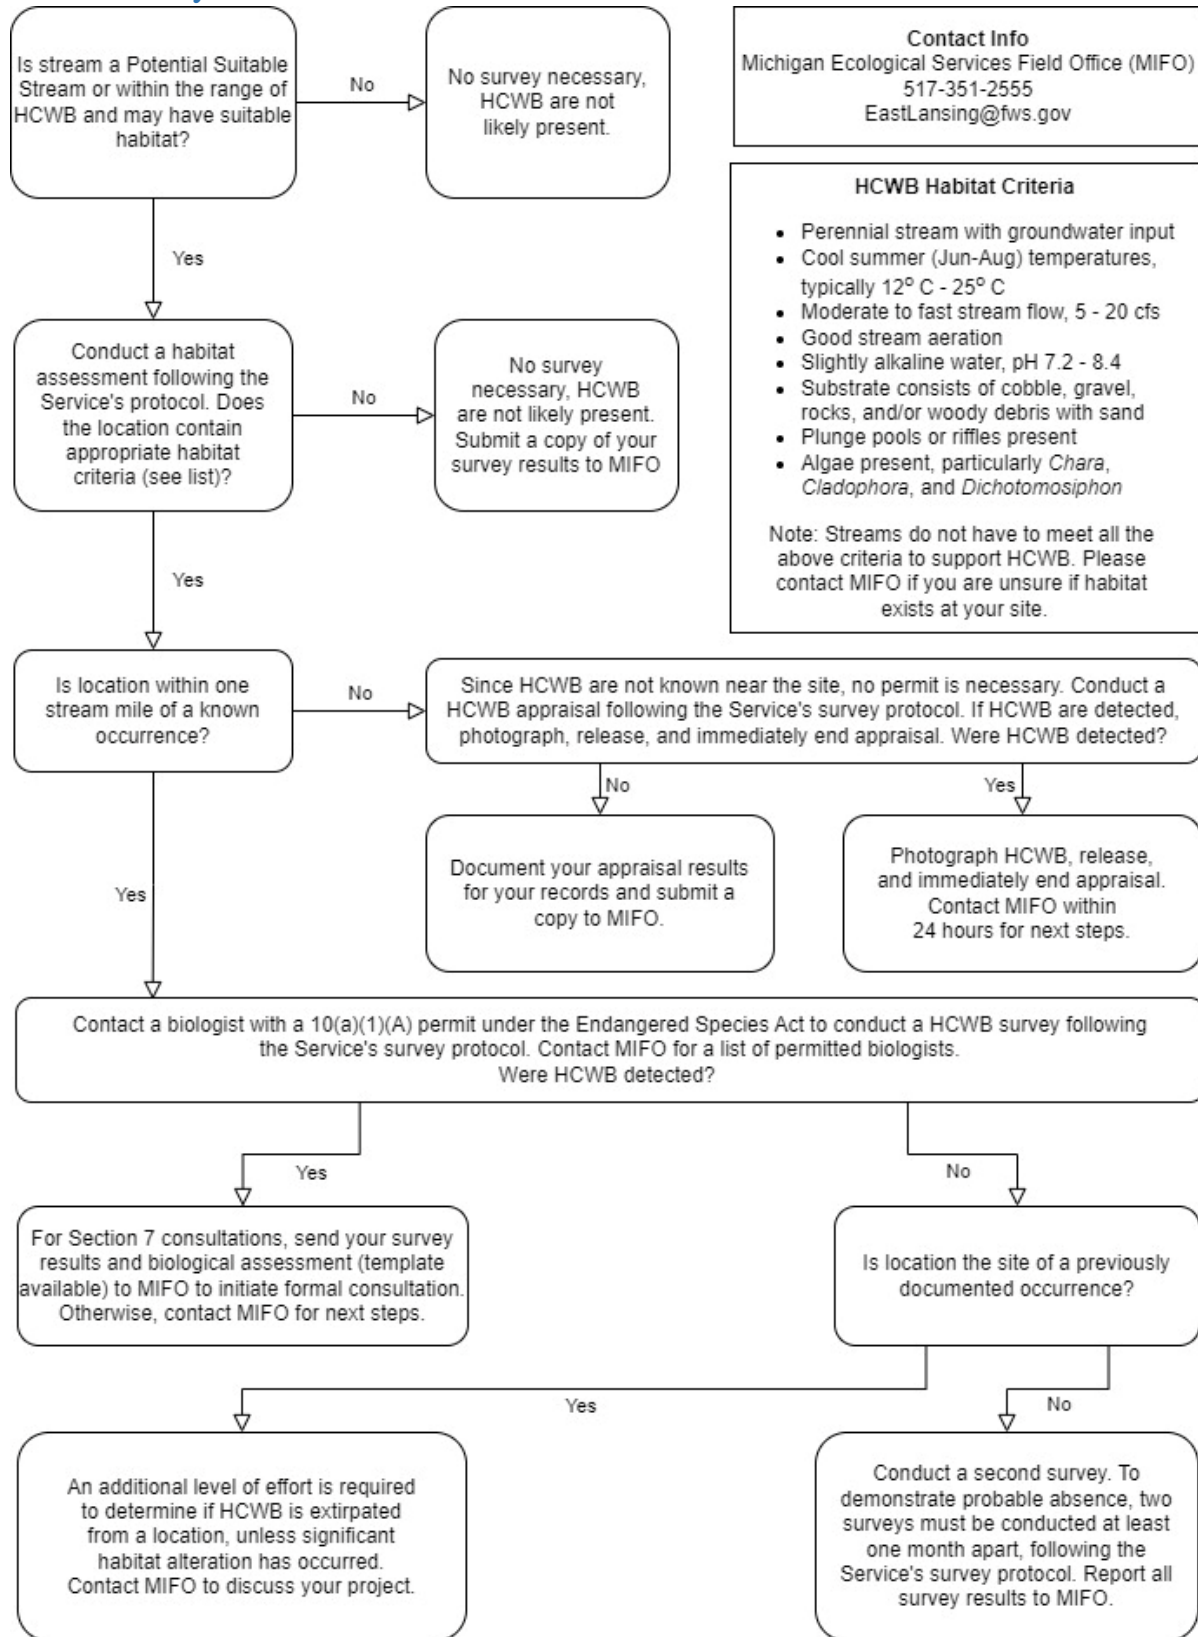 Is stream a Potential Suitable
Stream or within the range of
HCWB and may have suitable
habitat?
No
No survey necessary,
HCWB are not
likely present.
Contact Info
Michigan Ecological Services Field Office (MIFO)
517-351-2555
EastLansing@fws.gov
HCWB Habitat Criteria
• Perennial stream with groundwater input
• Cool summer (Jun-Aug) temperatures,
typically 12º C - 25º C
• Moderate to fast stream flow, 5 - 20 cfs
• Good stream aeration
• Slightly alkaline water, pH 7.2 - 8.4
• Substrate consists of cobble, gravel,
rocks, and/or woody debris with sand
• Plunge pools or riffles present
• Algae present, particularly Chara,
Cladophora, and Dichotomosiphon
Note: Streams do not have to meet all the
above criteria to support HCWB. Please
contact MIFO if you are unsure if habitat
exists at your site.
Yes
Conduct a habitat
assessment following the
Service's protocol. Does
the location contain
appropriate habitat
criteria (see list)?
No
No survey
necessary, HCWB
are not likely present.
Submit a copy of your
survey results to MIFO
Yes
Is location within one
stream mile of a known
occurrence?
No
Since HCWB are not known near the site, no permit is necessary. Conduct a
HCWB appraisal following the Service's survey protocol. If HCWB are detected,
photograph, release, and immediately end appraisal. Were HCWB detected?
No
Yes
Document your appraisal results
for your records and submit a
copy to MIFO.
Photograph HCWB, release,
and immediately end appraisal.
Contact MIFO within
24 hours for next steps.
Yes
Contact a biologist with a 10(a)(1)(A) permit under the Endangered Species Act to conduct a HCWB survey following
the Service's survey protocol. Contact MIFO for a list of permitted biologists.
Were HCWB detected?
Yes
No
For Section 7 consultations, send your survey
results and biological assessment (template
available) to MIFO to initiate formal consultation.
Otherwise, contact MIFO for next steps.
Is location the site of a previously
documented occurrence?
Yes
No
An additional level of effort is required
to determine if HCWB is extirpated
from a location, unless significant
habitat alteration has occurred.
Contact MIFO to discuss your project.
Conduct a second survey. To
demonstrate probable absence, two
surveys must be conducted at least
one month apart, following the
Service's survey protocol. Report all
survey results to MIFO.